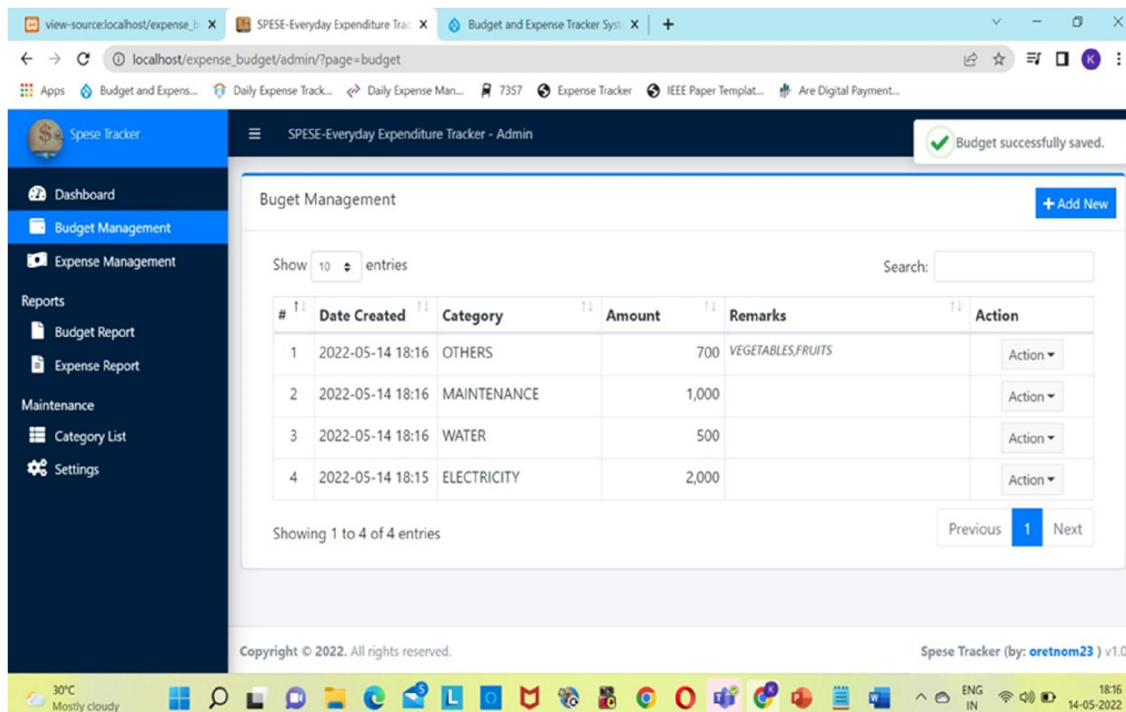 view-source:localhost/expense_b
SPESE-Everyday Expenditure Trac
Budget and Expense Tracker Syst
localhost/expense_budget/admin/?page=budget
Apps
Budget and Expens...
Daily Expense Track...
Daily Expense Man...
7357
Expense Tracker
IEEE Paper Templat...
Are Digital Payment...
K
Spese Tracker
SPESE-Everyday Expenditure Tracker - Admin
Budget successfully saved.
Dashboard
Budget Management
Expense Management
Reports
Budget Report
Expense Report
Maintenance
Category List
Settings
Buget Management
+ Add New
Show 10 entries
Search:
# Date Created Category Amount Remarks Action
1 2022-05-14 18:16 OTHERS 700 VEGETABLES,FRUITS Action
2 2022-05-14 18:16 MAINTENANCE 1,000 Action
3 2022-05-14 18:16 WATER 500 Action
4 2022-05-14 18:15 ELECTRICITY 2,000 Action
Showing 1 to 4 of 4 entries
Previous 1 Next
Copyright © 2022. All rights reserved.
Spese Tracker (by: oretnom23 ) v1.0
30°C
Mostly cloudy
ENG
IN
18:16
14-05-2022